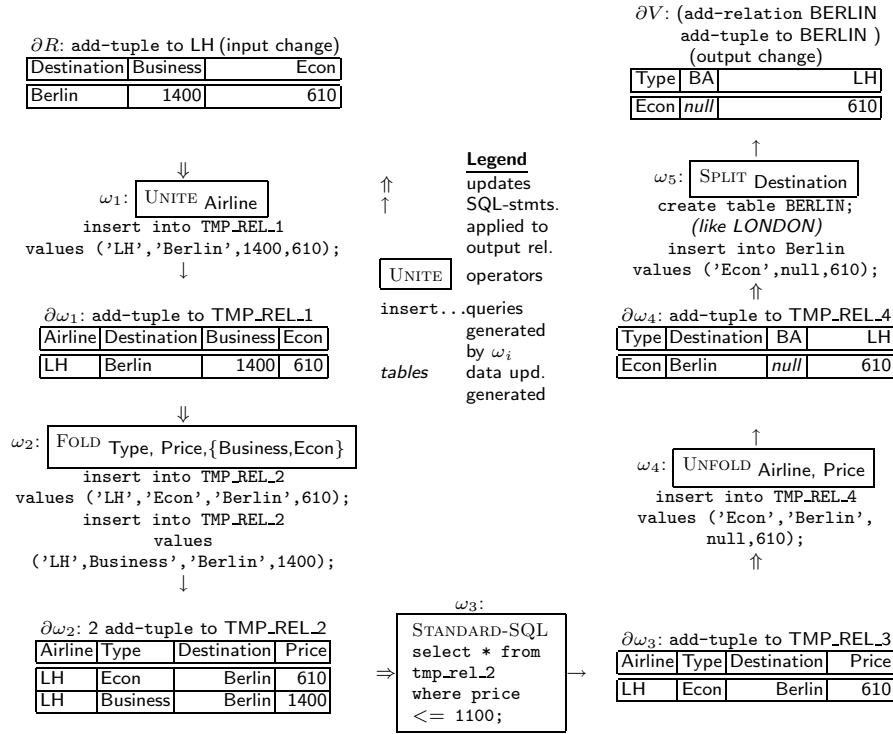 ∂R: add-tuple to LH (input change)
Destination Business Econ
Berlin 1400 610
⇓
ω1: UNITE Airline
insert into TMP_REL_1
values ('LH','Berlin',1400,610);
↓
∂ω1: add-tuple to TMP_REL_1
Airline Destination Business Econ
LH Berlin 1400 610
⇓
ω2: FOLD Type, Price,{Business,Econ}
insert into TMP_REL_2
values ('LH','Econ','Berlin',610);
insert into TMP_REL_2
values
('LH',Business','Berlin',1400);
↓
∂ω2: 2 add-tuple to TMP_REL_2
Airline Type Destination Price
LH Econ Berlin 610
LH Business Berlin 1400
Legend
⇑ updates
↑ SQL-stmts.
applied to
output rel.
UNITE operators
insert...queries
generated
by ωi
tables data upd.
generated
⇒
ω3:
STANDARD-SQL
select * from
tmp_rel_2
where price
<= 1100;
→
∂V: (add-relation BERLIN
add-tuple to BERLIN )
(output change)
Type BA LH
Econ null 610
↑
ω5: SPLIT Destination
create table BERLIN;
(like LONDON)
insert into Berlin
values ('Econ',null,610);
⇑
∂ω4: add-tuple to TMP_REL_4
Type Destination BA LH
Econ Berlin null 610
↑
ω4: UNFOLD Airline, Price
insert into TMP_REL_4
values ('Econ','Berlin',
null,610);
⇑
∂ω3: add-tuple to TMP_REL_3
Airline Type Destination Price
LH Econ Berlin 610